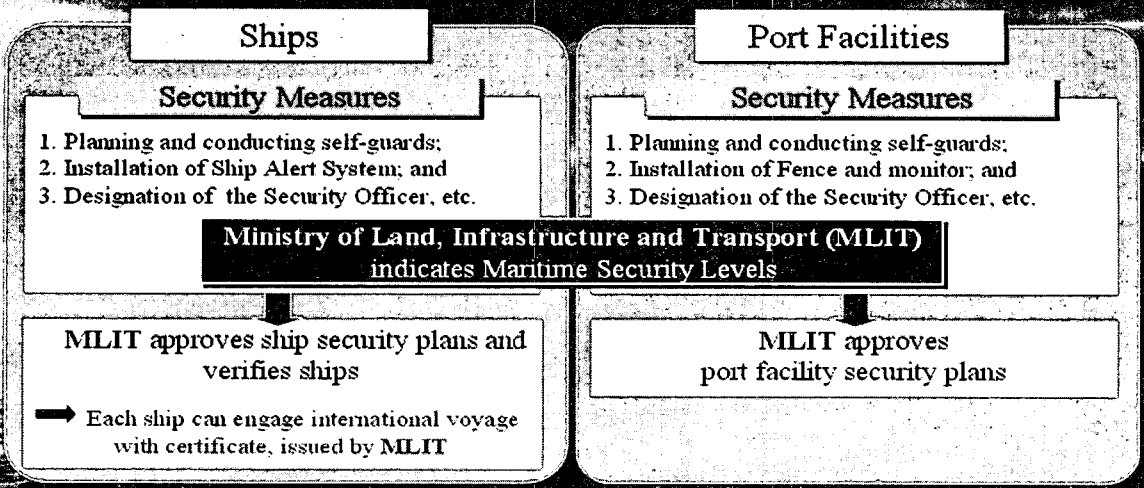 Ships
Security Measures
1. Planning and conducting self-guards;
2. Installation of Ship Alert System; and
3. Designation of the Security Officer, etc.
Port Facilities
Security Measures
1. Planning and conducting self-guards;
2. Installation of Fence and monitor; and
3. Designation of the Security Officer, etc.
Ministry of Land, Infrastructure and Transport (MLIT)
indicates Maritime Security Levels
MLIT approves ship security plans and
verifies ships
Each ship can engage international voyage
with certificate, issued by MLIT
MLIT approves
port facility security plans